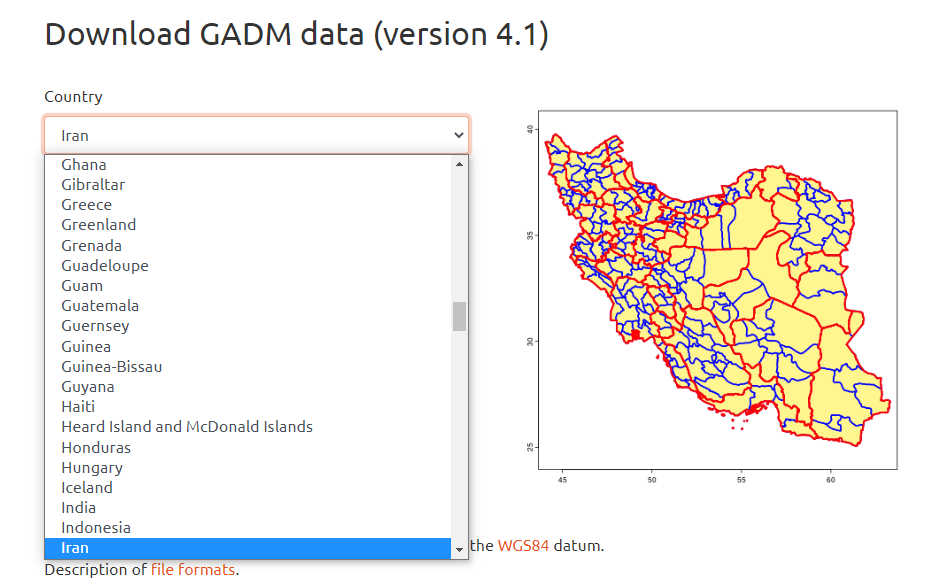 Download GADM data (version 4.1)
Country
Iran
Ghana
Gibraltar
Greece
Greenland
Grenada
Guadeloupe
Guam
Guatemala
Guernsey
Guinea
Guinea-Bissau
Guyana
Haiti
Heard Island and McDonald Islands
Honduras
Hungary
Iceland
India
Indonesia
Iran
40
35
30
25
45 50 55 60
the WGS84 datum.
Description of file formats.